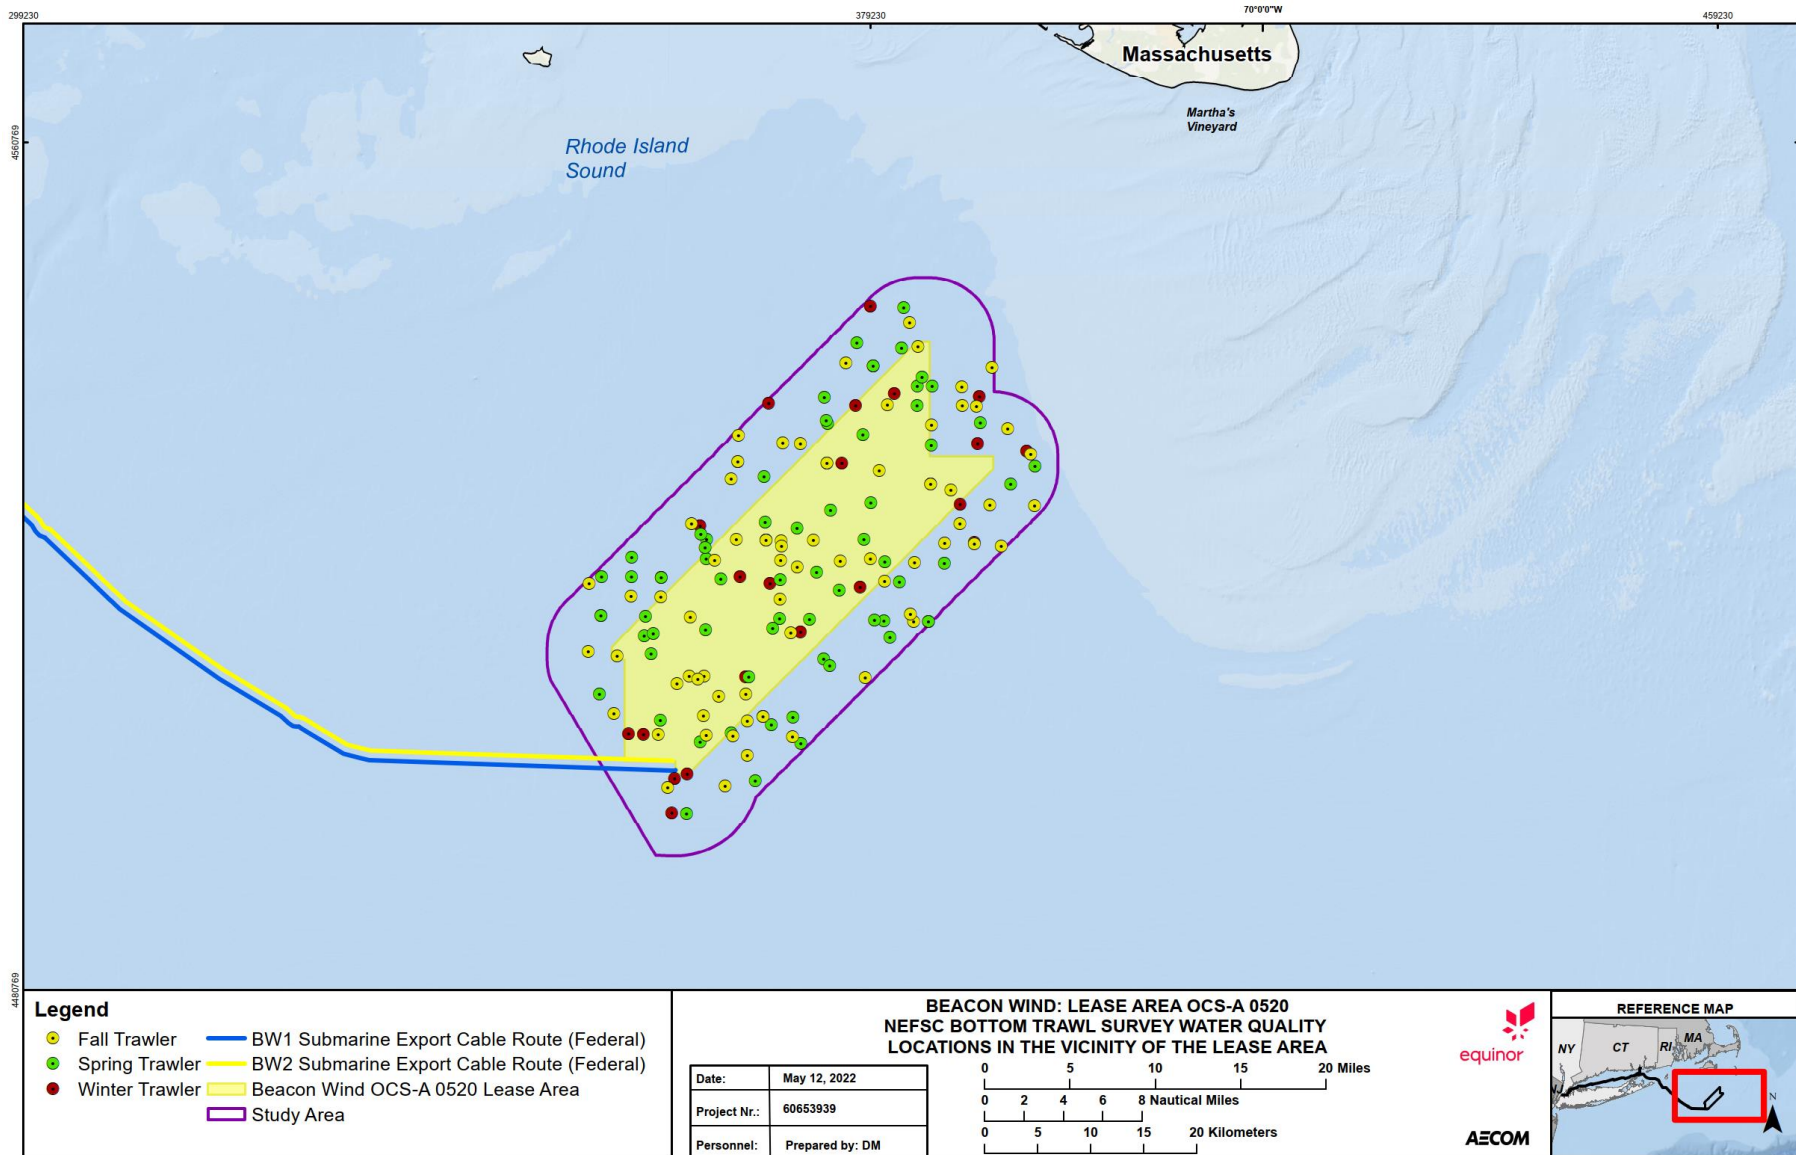 299230
379230
70°0'0"W
459230
4560769
4480769
Massachusetts
Martha's
Vineyard
Rhode Island
Sound
Legend
Fall Trawler
Spring Trawler
Winter Trawler
BW1 Submarine Export Cable Route (Federal)
BW2 Submarine Export Cable Route (Federal)
Beacon Wind OCS-A 0520 Lease Area
Study Area
BEACON WIND: LEASE AREA OCS-A 0520
NEFSC BOTTOM TRAWL SURVEY WATER QUALITY
LOCATIONS IN THE VICINITY OF THE LEASE AREA
Date: May 12, 2022
Project Nr.: 60653939
Personnel: Prepared by: DM
0 5 10 15 20 Miles
0 2 4 6 8 Nautical Miles
0 5 10 15 20 Kilometers
equinor
AECOM
REFERENCE MAP
NY CT RI MA
NJ
N